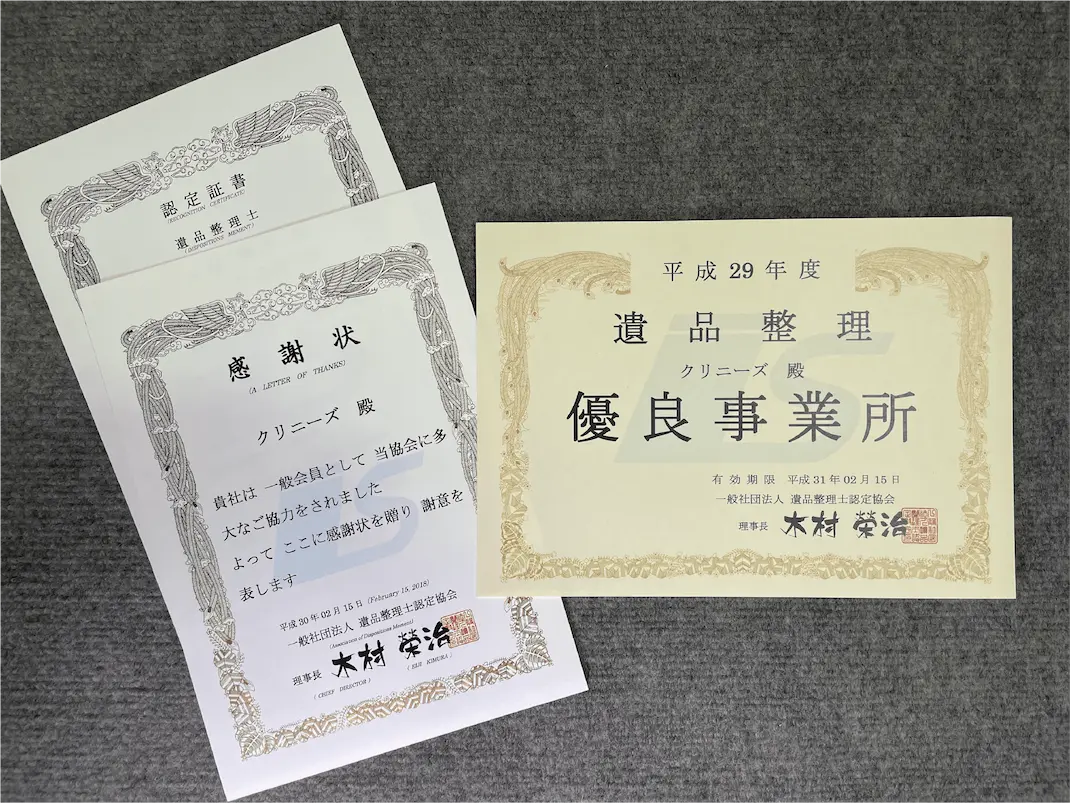 認定証書
(RECOGNITION CERTIFICATE)
遺品整理士
(DISPOSITIONS MEMENT)
感謝状
(A LETTER OF THANKS)
クリニーズ 殿
貴社は 一般会員として 当協会に多
大なご協力をされました
よって ここに感謝状を贈り 謝意を
表します
平成30年02月15日 (February 15, 2018)
一般社団法人 遺品整理士認定協会
(Association of Dispositions Mement)
理事長 木村 榮治
(CHIEF DIRECTOR) (EIJI KIMURA)
平成29年度
遺品整理
クリニーズ 殿
優良事業所
有効期限 平成31年02月15日
一般社団法人 遺品整理士認定協会
理事長 木村 榮治